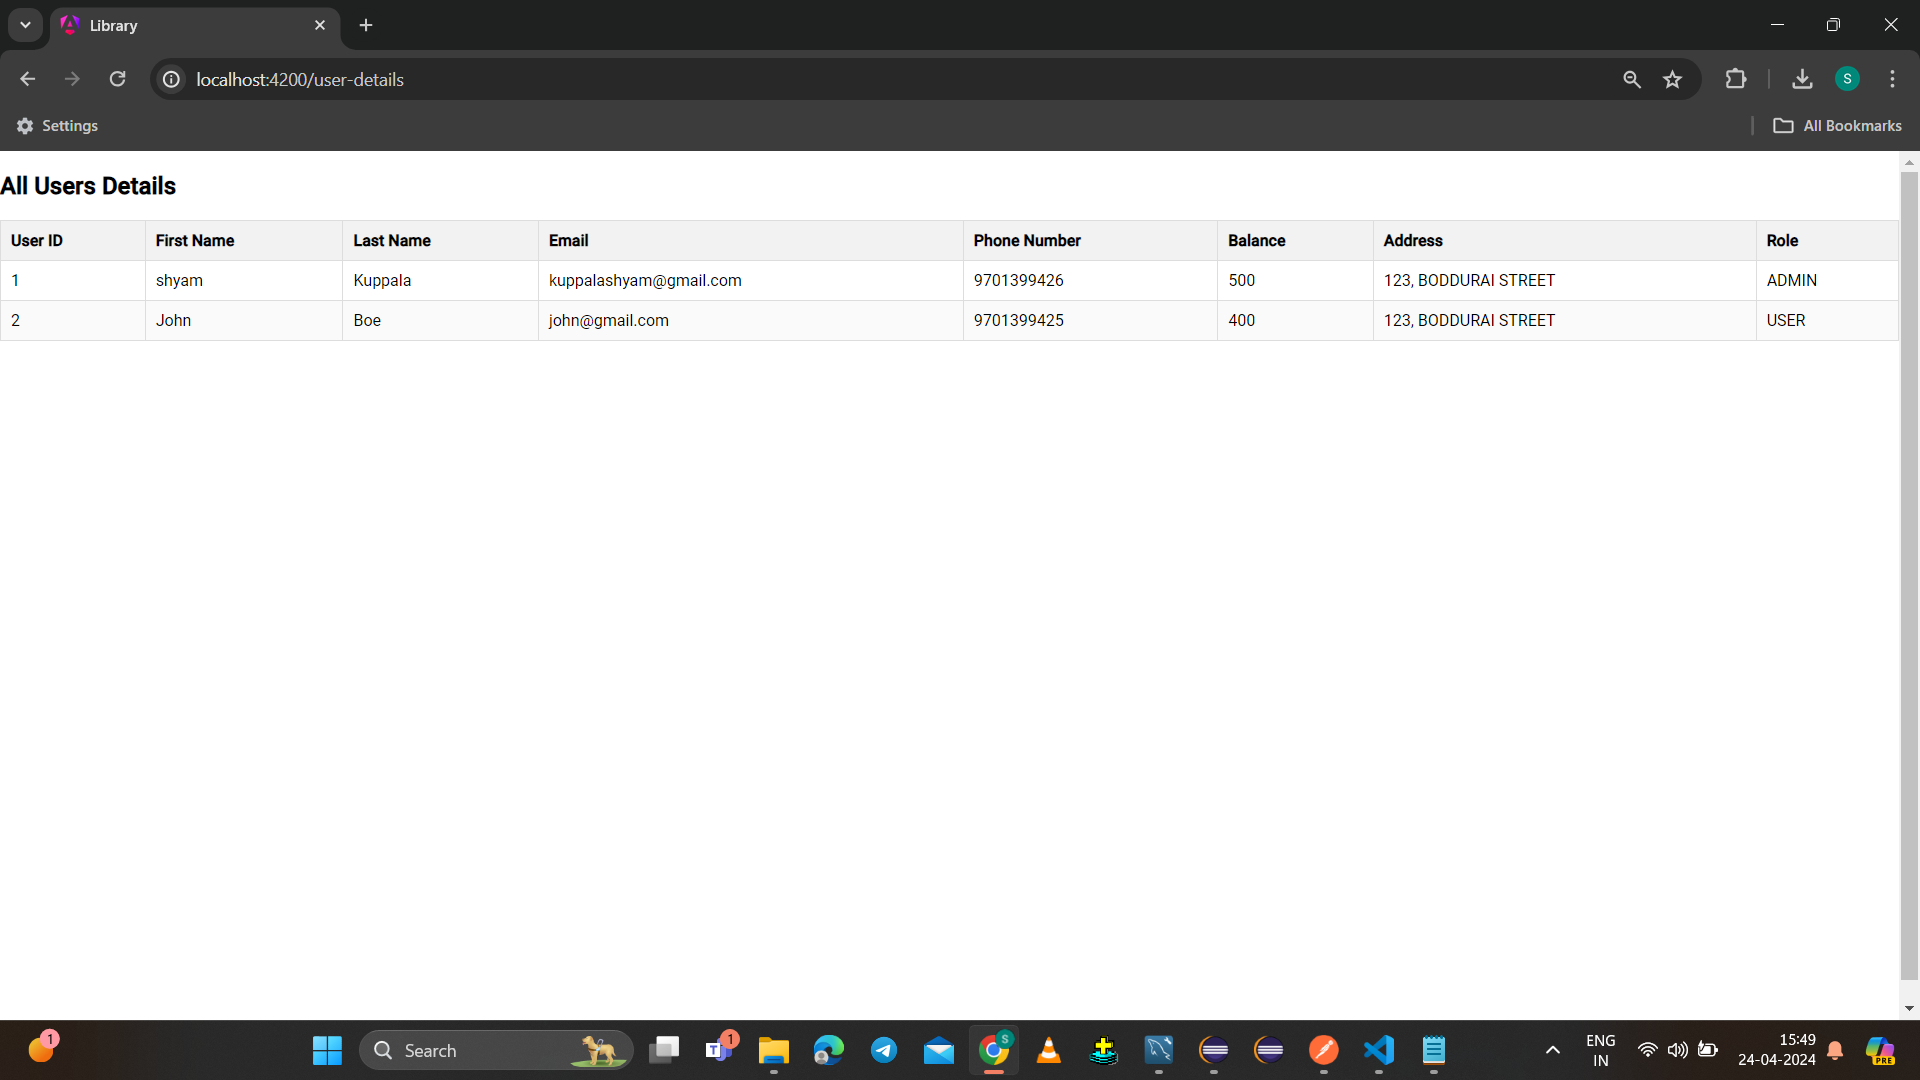 Library
localhost:4200/user-details
S
Settings
All Bookmarks
All Users Details
User ID First Name Last Name Email Phone Number Balance Address Role
1 shyam Kuppala kuppalashyam@gmail.com 9701399426 500 123, BODDURAI STREET ADMIN
2 John Boe john@gmail.com 9701399425 400 123, BODDURAI STREET USER
1
Search
1
S
ENG
IN
15:49
24-04-2024
PRE